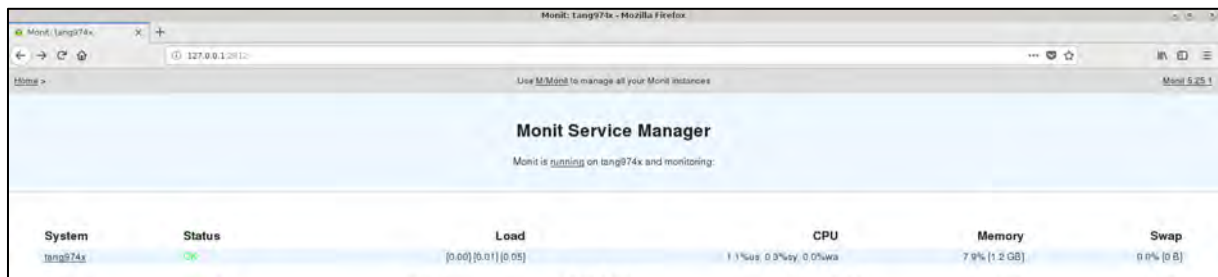 Monit: tang974x - Mozilla Firefox
Monit: tang974x
127.0.0.1:2812
Home >
Use M/Monit to manage all your Monit instances
Monit 5.25.1
Monit Service Manager
Monit is running on tang974x and monitoring:
System Status Load CPU Memory Swap
tang974x OK [0.00] [0.01] [0.05] 1.1%us, 0.3%sy, 0.0%wa 7.9% [1.2 GB] 0.0% [0 B]